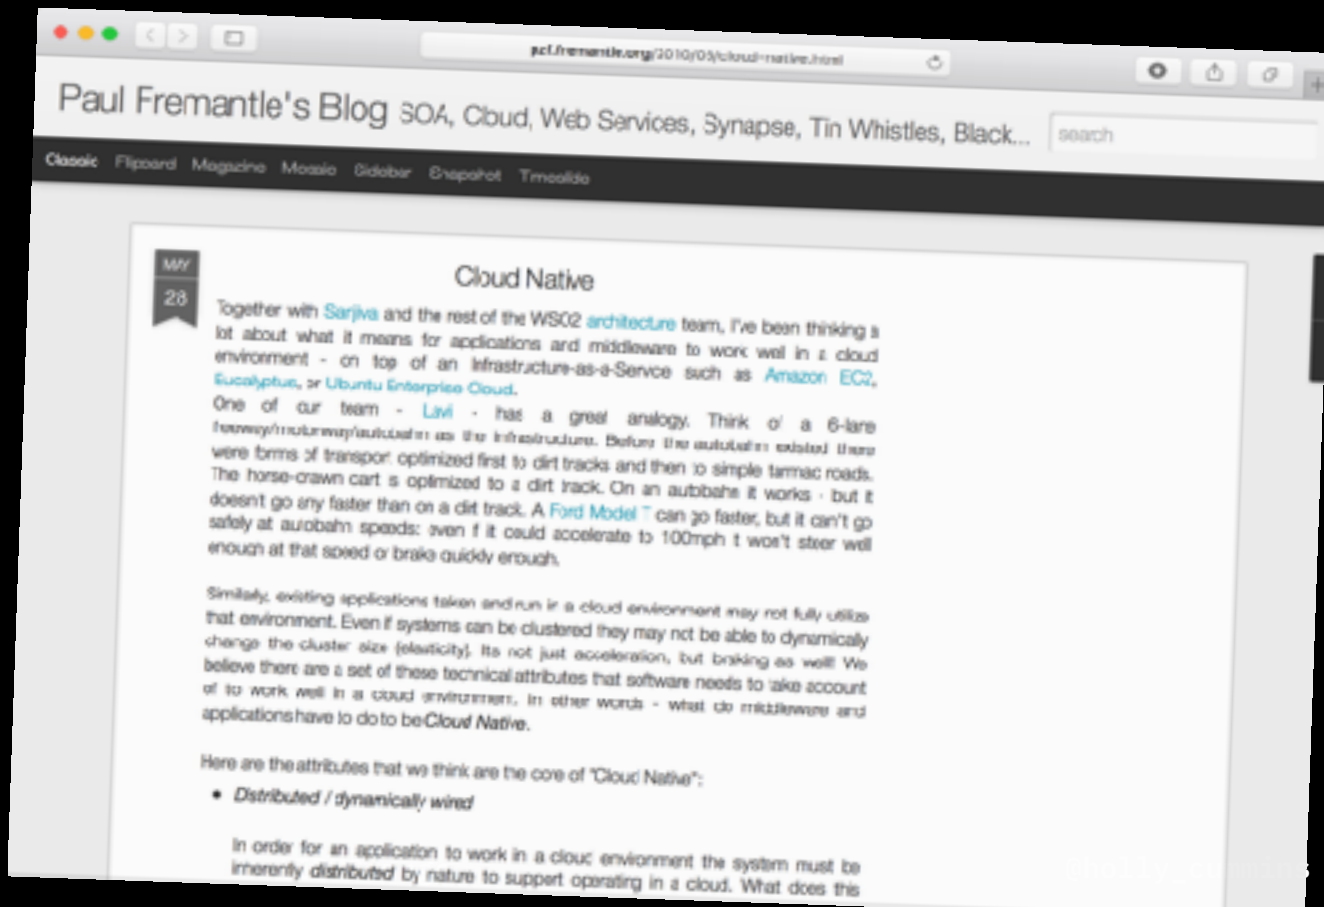 pzf.fremantle.org/2010/05/cloud-native.html
Paul Fremantle's Blog SOA, Cloud, Web Services, Synapse, Tin Whistles, Black...
search
Classic Flipcard Magazine Mosaic Sidebar Snapshot Timeslide
MAY
28
Cloud Native
Together with Sanjiva and the rest of the WSO2 architecture team, I've been thinking a
lot about what it means for applications and middleware to work well in a cloud
environment - on top of an Infrastructure-as-a-Service such as Amazon EC2,
Eucalyptus, or Ubuntu Enterprise Cloud.
One of our team - Lavi - has a great analogy. Think of a 6-lane
freeway/motorway/autobahn as the infrastructure. Before the autobahn existed there
were forms of transport optimized first to dirt tracks and then to simple tarmac roads.
The horse-drawn cart is optimized to a dirt track. On an autobahn it works - but it
doesn't go any faster than on a dirt track. A Ford Model T can go faster, but it can't go
safely at autobahn speeds: even if it could accelerate to 100mph it won't steer well
enough at that speed or brake quickly enough.
Similarly, existing applications taken and run in a cloud environment may not fully utilize
that environment. Even if systems can be clustered they may not be able to dynamically
change the cluster size (elasticity). Its not just acceleration, but braking as well! We
believe there are a set of these technical attributes that software needs to take account
of to work well in a cloud environment. In other words - what do middleware and
applications have to do to be Cloud Native.
Here are the attributes that we think are the core of "Cloud Native":
• Distributed / dynamically wired
In order for an application to work in a cloud environment the system must be
inherently distributed by nature to support operating in a cloud. What does this
@holly_cummins